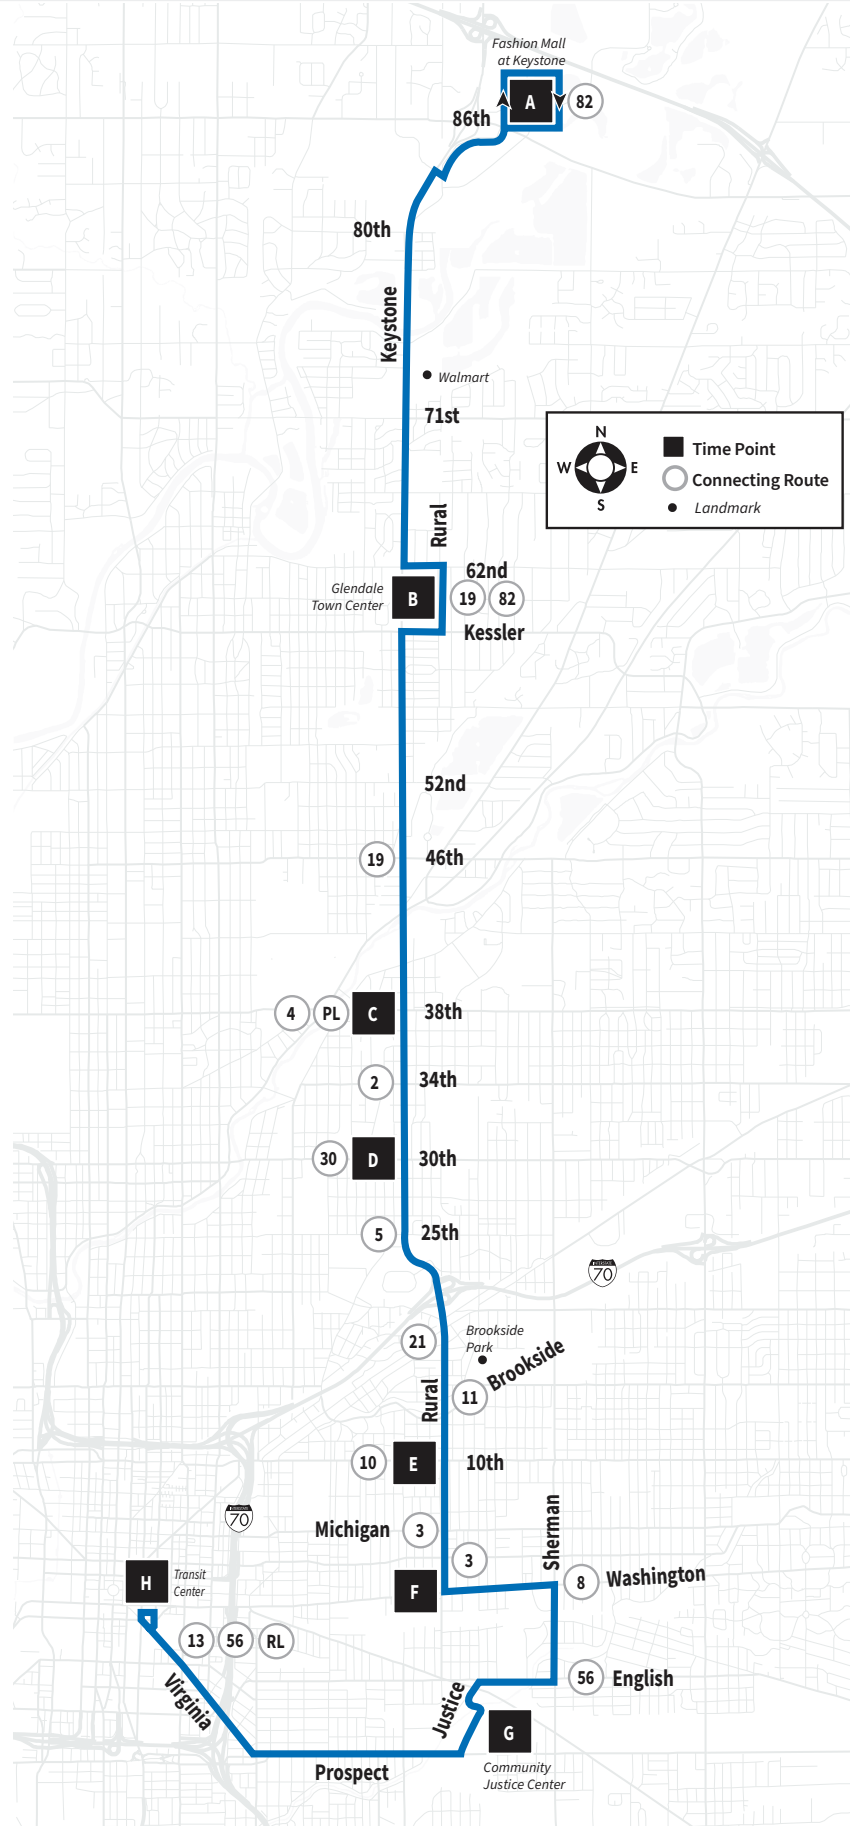 Fashion Mall
at Keystone
A
82
86th
80th
Keystone
Walmart
71st
N
W
E
S
Time Point
Connecting Route
Landmark
Rural
62nd
Glendale
Town Center
B
19
82
Kessler
52nd
19
46th
4
PL
C
38th
2
34th
30
D
30th
5
25th
INTERSTATE
70
21
Brookside
Park
Brookside
11
Rural
10
E
10th
INTERSTATE
70
Michigan
3
Sherman
3
H
Transit
Center
F
8
Washington
13
56
RL
Virginia
56
English
Justice
G
Community
Justice Center
Prospect